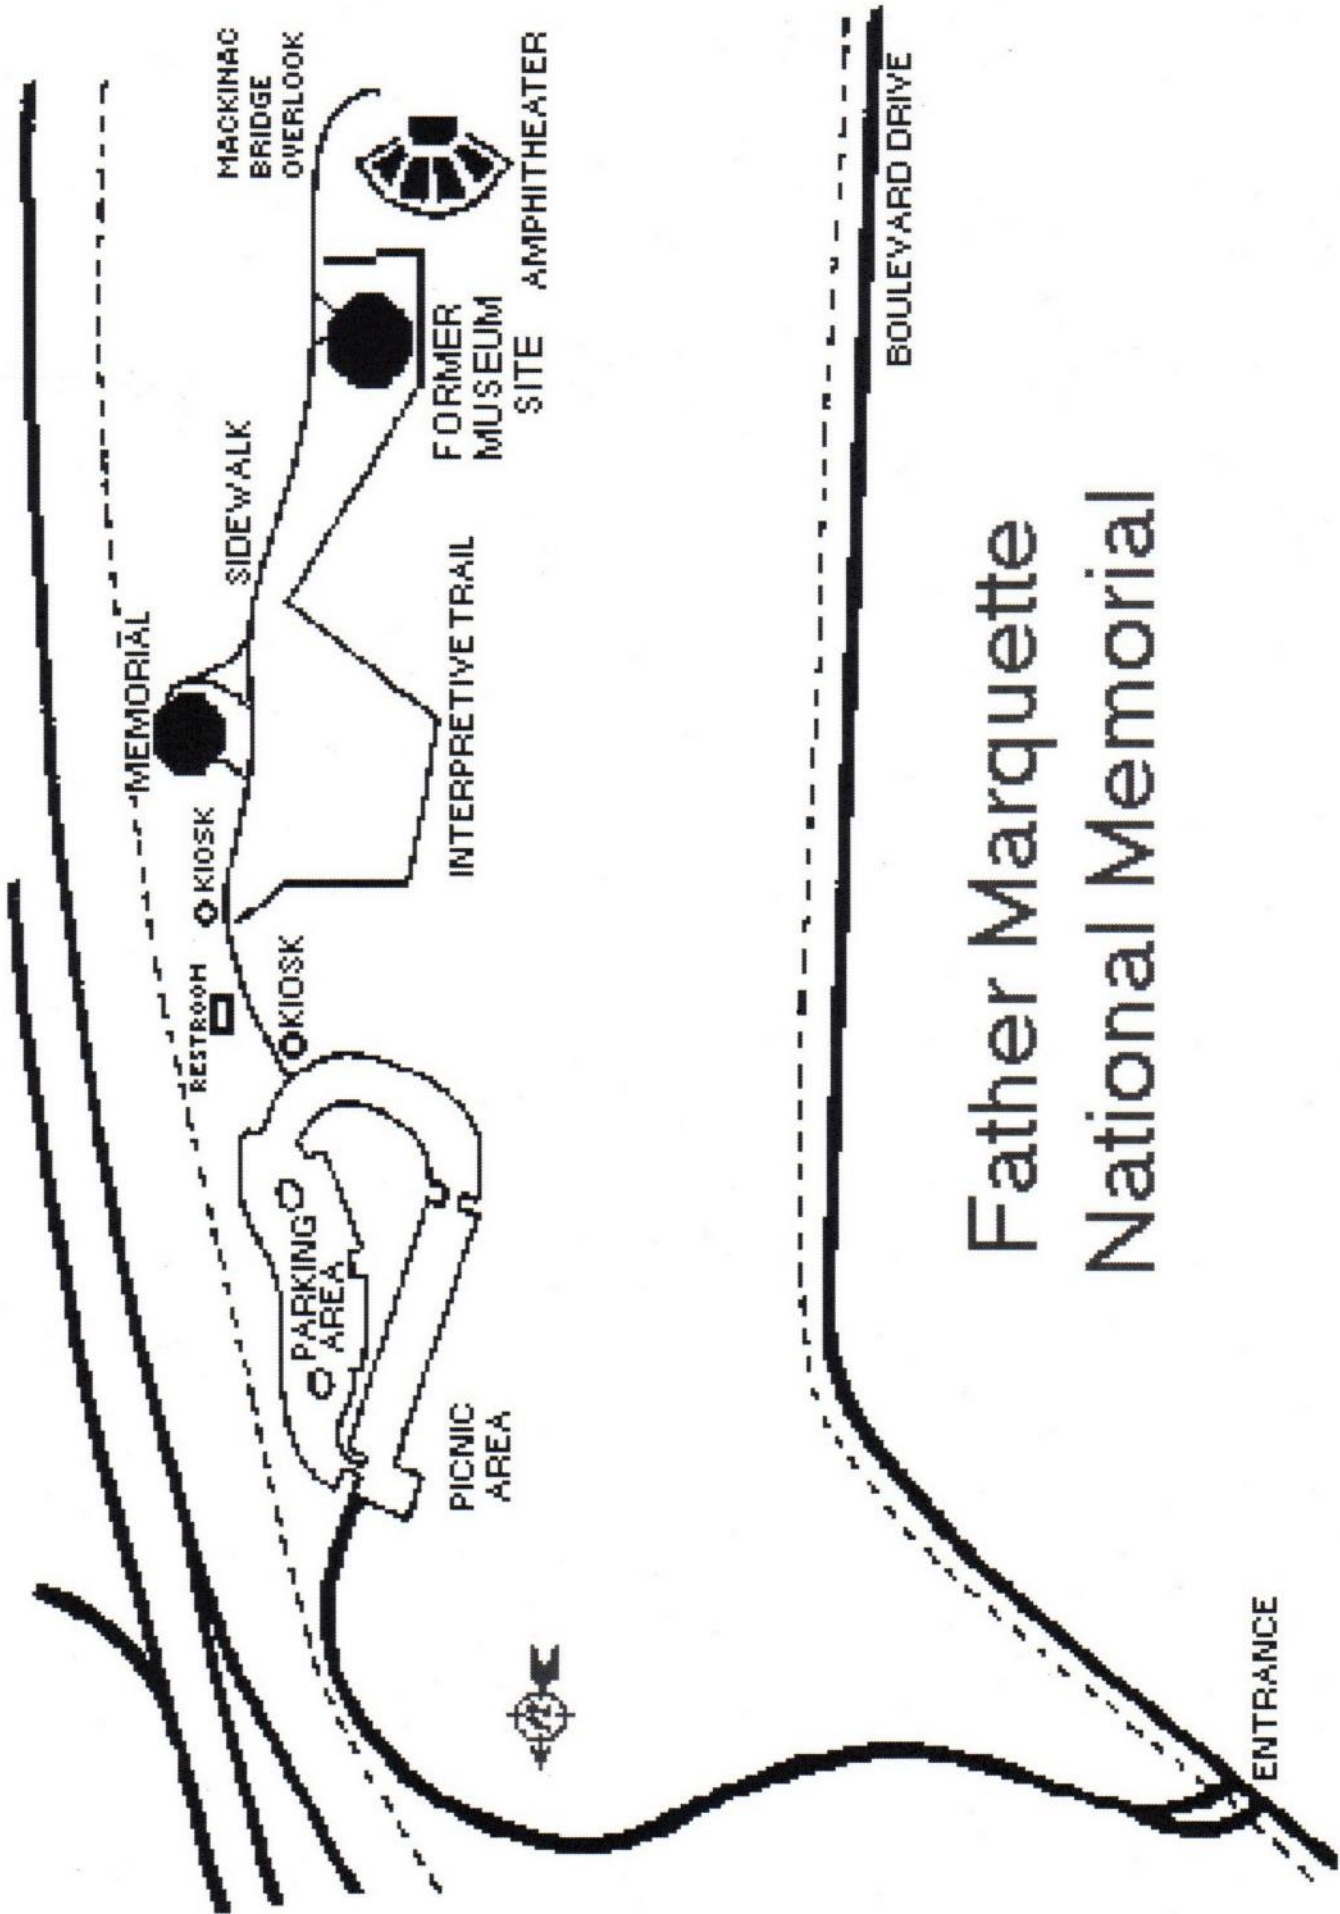 MACKINAC
BRIDGE
OVERLOOK
AMPHITHEATER
FORMER
MUSEUM
SITE
SIDEWALK
MEMORIAL
INTERPRETIVE TRAIL
KIOSK
RESTROOM
KIOSK
PARKING
AREA
PICNIC
AREA
N
BOULEVARD DRIVE
ENTRANCE
Father Marquette
National Memorial